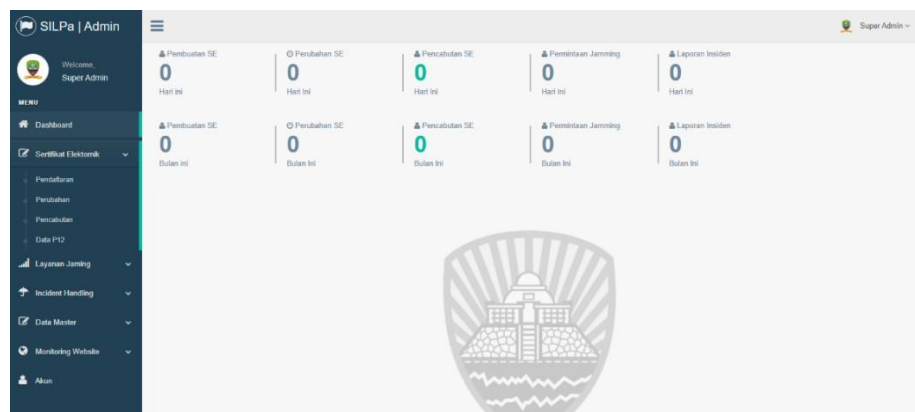 SILPa | Admin
Super Admin
Welcome,
Super Admin
MENU
Dashboard
Sertifikat Elektornik
Pendaftaran
Perubahan
Pencabutan
Data P12
Layanan Jaming
Incident Handling
Data Master
Monitoring Website
Akun
Pembuatan SE
Perubahan SE
Pencabutan SE
Permintaan Jamming
Laporan Insiden
0
0
0
0
0
Hari Ini
Hari Ini
Hari Ini
Hari Ini
Hari Ini
Pembuatan SE
Perubahan SE
Pencabutan SE
Permintaan Jamming
Laporan Insiden
0
0
0
0
0
Bulan Ini
Bulan Ini
Bulan Ini
Bulan Ini
Bulan Ini